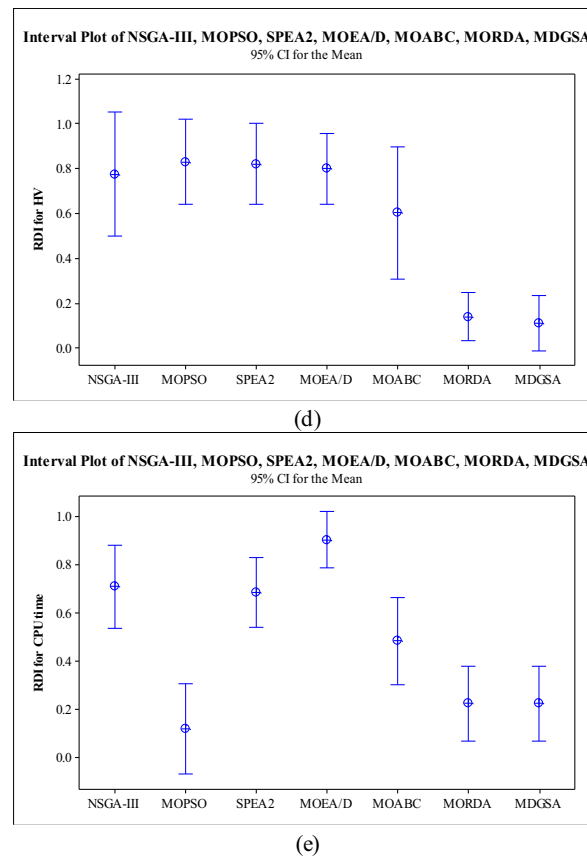 Interval Plot of NSGA-III, MOPSO, SPEA2, MOEA/D, MOABC, MORDA, MDGSA
95% CI for the Mean
1.2
1.0
0.8
0.6
0.4
0.2
0.0
RDI for HV
NSGA-III MOPSO SPEA2 MOEA/D MOABC MORDA MDGSA
(d)
Interval Plot of NSGA-III, MOPSO, SPEA2, MOEA/D, MOABC, MORDA, MDGSA
95% CI for the Mean
1.0
0.8
0.6
0.4
0.2
0.0
RDI for CPU time
NSGA-III MOPSO SPEA2 MOEA/D MOABC MORDA MDGSA
(e)